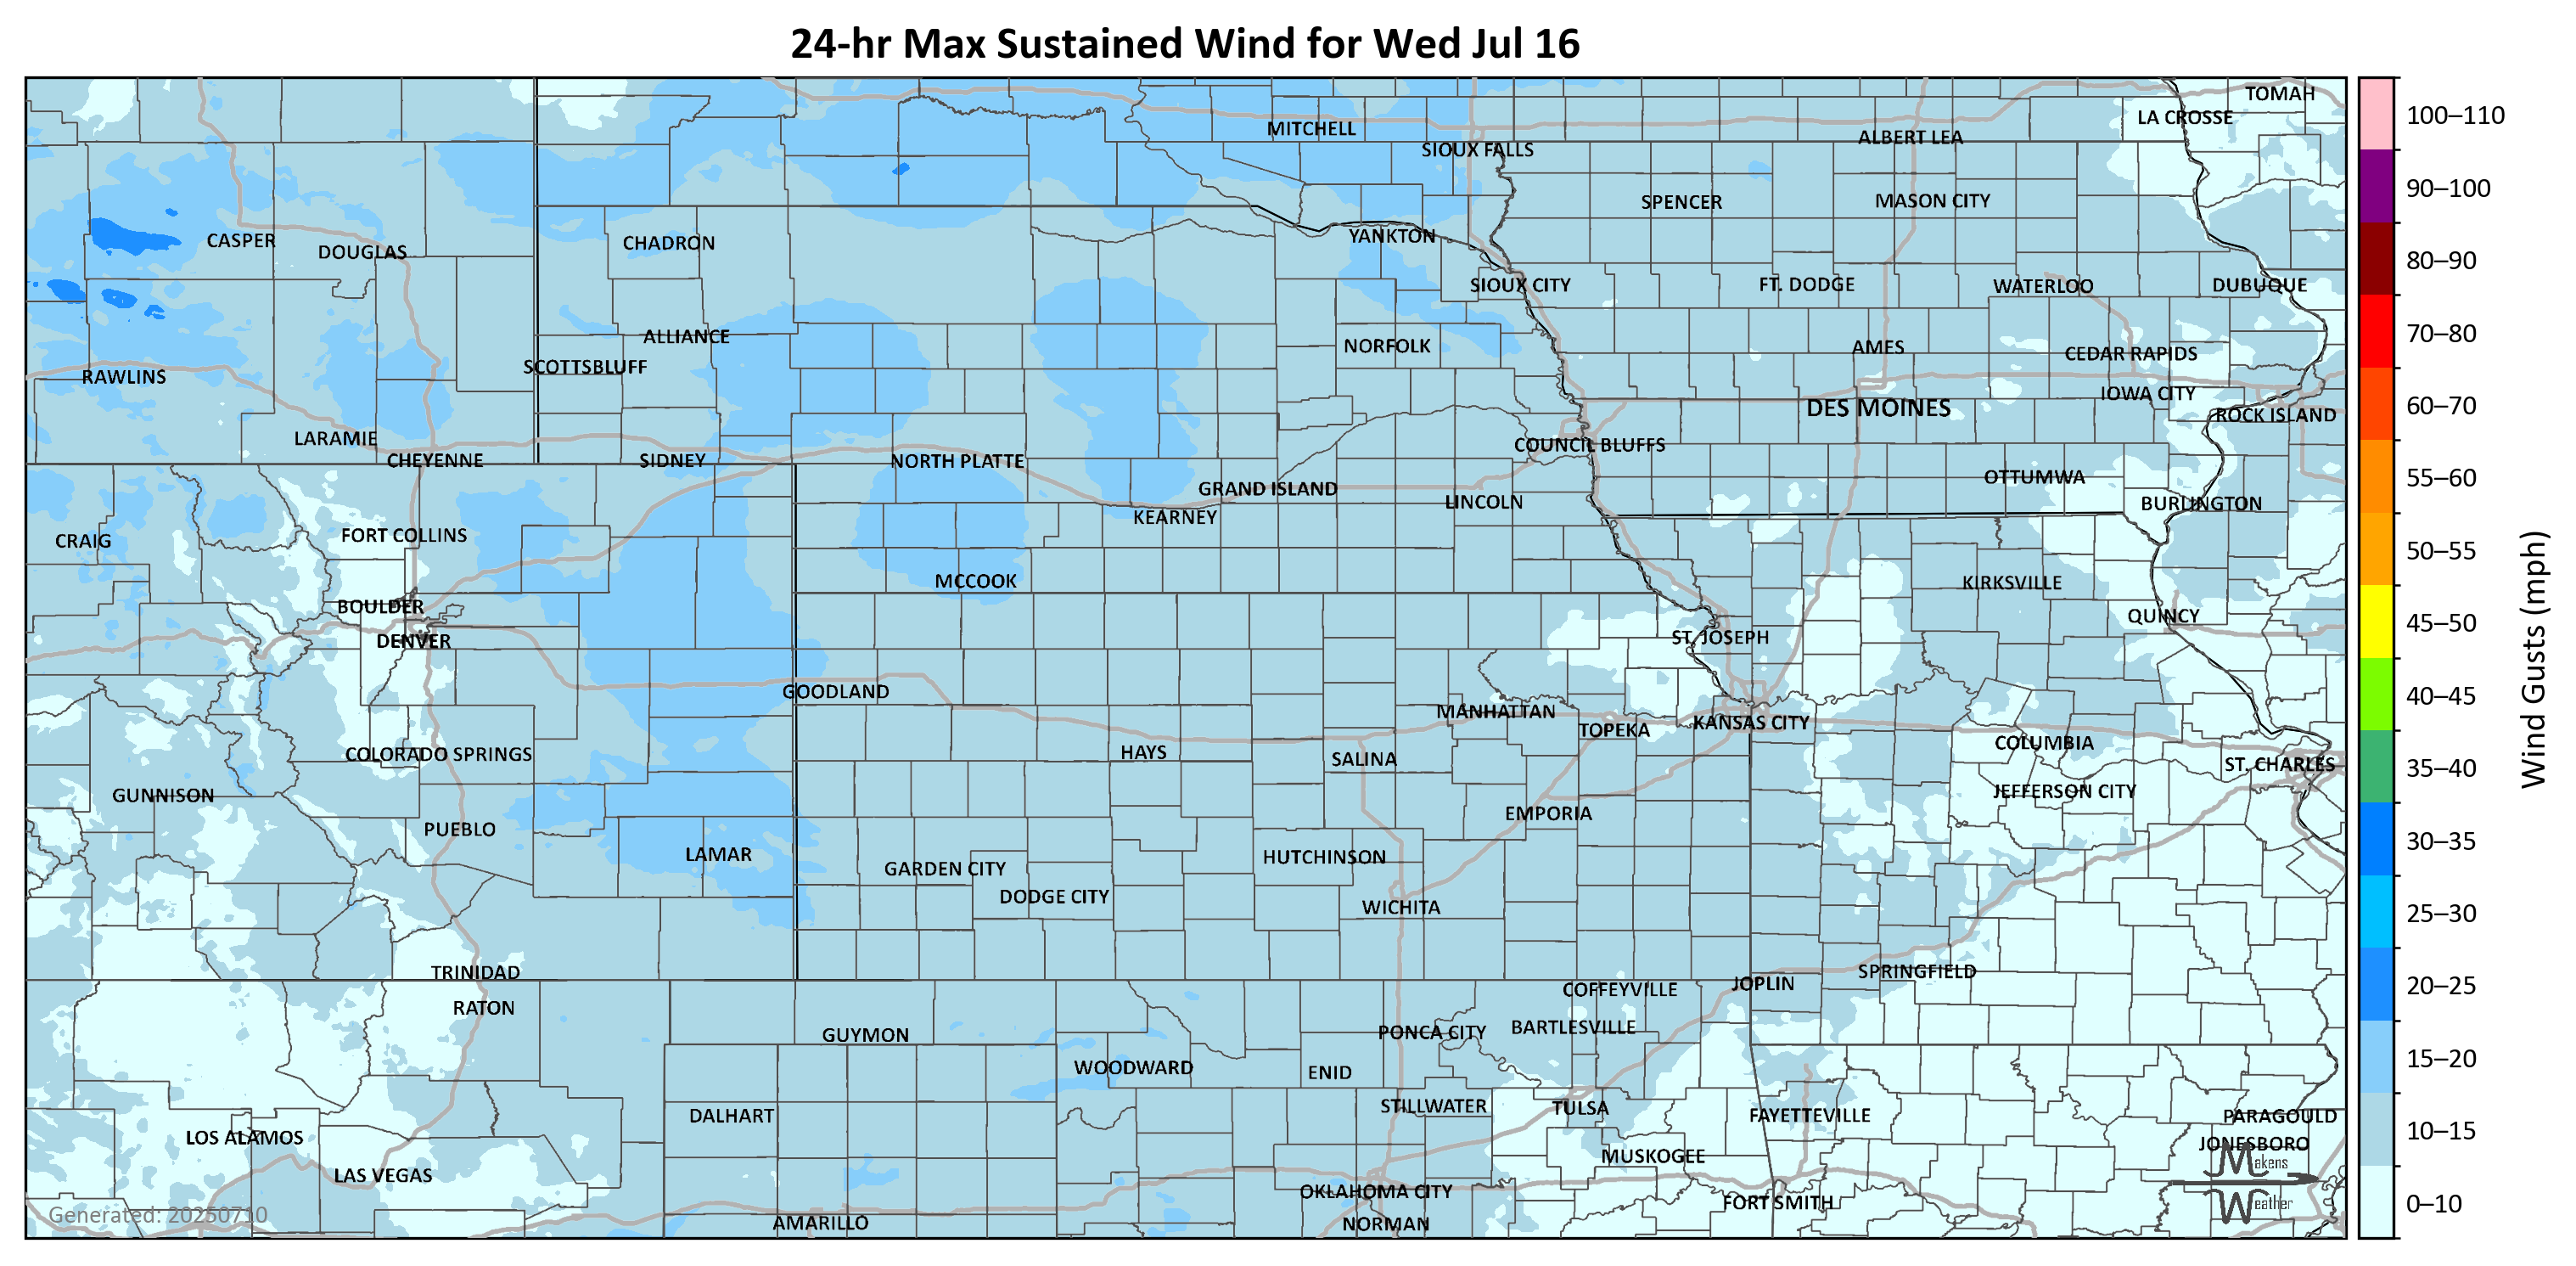 24-hr Max Sustained Wind for Wed Jul 16
TOMAH
LA CROSSE
MITCHELL
ALBERT LEA
SIOUX FALLS
SPENCER
MASON CITY
CASPER
DOUGLAS
CHADRON
YANKTON
SIOUX CITY
FT. DODGE
WATERLOO
DUBUQUE
ALLIANCE
NORFOLK
AMES
CEDAR RAPIDS
SCOTTSBLUFF
RAWLINS
IOWA CITY
DES MOINES
ROCK ISLAND
LARAMIE
COUNCIL BLUFFS
CHEYENNE
SIDNEY
NORTH PLATTE
OTTUMWA
GRAND ISLAND
LINCOLN
BURLINGTON
KEARNEY
CRAIG
FORT COLLINS
MCCOOK
KIRKSVILLE
BOULDER
QUINCY
DENVER
ST. JOSEPH
GOODLAND
MANHATTAN
TOPEKA
KANSAS CITY
COLORADO SPRINGS
HAYS
SALINA
COLUMBIA
ST. CHARLES
GUNNISON
JEFFERSON CITY
EMPORIA
PUEBLO
LAMAR
HUTCHINSON
GARDEN CITY
DODGE CITY
WICHITA
TRINIDAD
SPRINGFIELD
JOPLIN
COFFEYVILLE
RATON
GUYMON
PONCA CITY
BARTLESVILLE
WOODWARD
ENID
DALHART
STILLWATER
TULSA
FAYETTEVILLE
PARAGOULD
LOS ALAMOS
JONESBORO
MUSKOGEE
LAS VEGAS
OKLAHOMA CITY
FORT SMITH
AMARILLO
NORMAN
Generated: 20250710
Makens
Weather
100–110
90–100
80–90
70–80
60–70
55–60
50–55
45–50
40–45
35–40
30–35
25–30
20–25
15–20
10–15
0–10
Wind Gusts (mph)